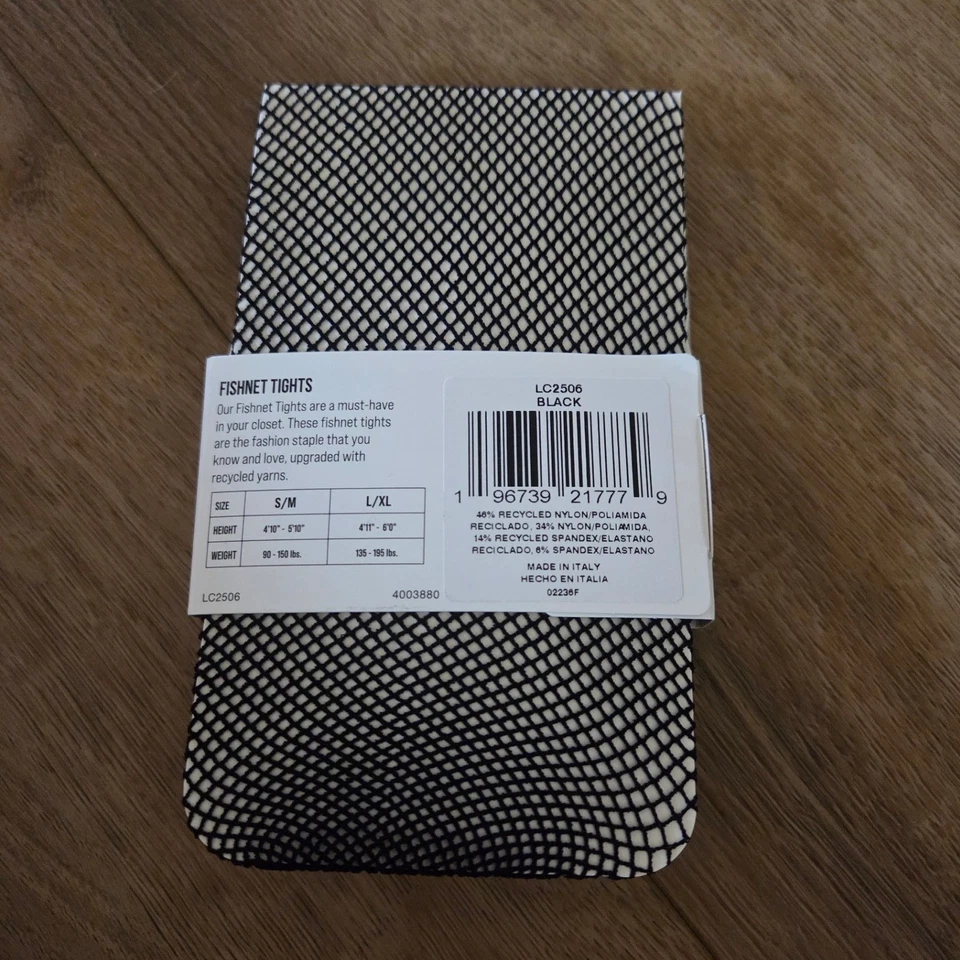 FISHNET TIGHTS
Our Fishnet Tights are a must-have
in your closet. These fishnet tights
are the fashion staple that you
know and love, upgraded with
recycled yarns.
SIZE S/M L/XL
HEIGHT 4'10" - 5'10" 4'11" - 6'0"
WEIGHT 90 - 150 lbs. 135 - 195 lbs.
LC2506 4003880
LC2506
BLACK
1 96739 21777 9
46% RECYCLED NYLON/POLIAMIDA
RECICLADO, 34% NYLON/POLIAMIDA,
14% RECYCLED SPANDEX/ELASTANO
RECICLADO, 6% SPANDEX/ELASTANO
MADE IN ITALY
HECHO EN ITALIA
02236F